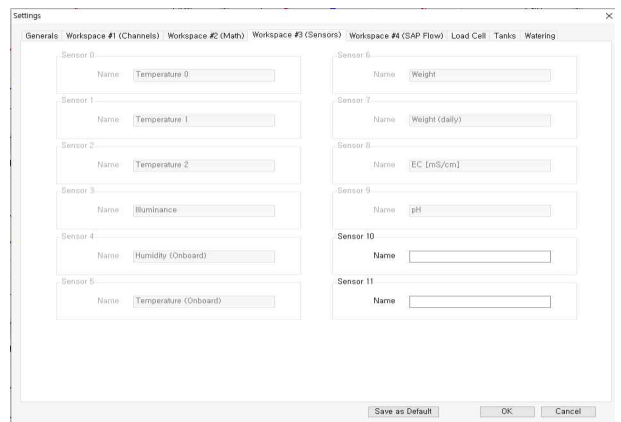 Settings
Generals Workspace #1 (Channels) Workspace #2 (Math) Workspace #3 (Sensors) Workspace #4 (SAP Flow) Load Cell Tanks Watering
Sensor 0
Name Temperature 0
Sensor 1
Name Temperature 1
Sensor 2
Name Temperature 2
Sensor 3
Name Illuminance
Sensor 4
Name Humidity (Onboard)
Sensor 5
Name Temperature (Onboard)
Sensor 6
Name Weight
Sensor 7
Name Weight (daily)
Sensor 8
Name EC [mS/cm]
Sensor 9
Name pH
Sensor 10
Name
Sensor 11
Name
Save as Default OK Cancel